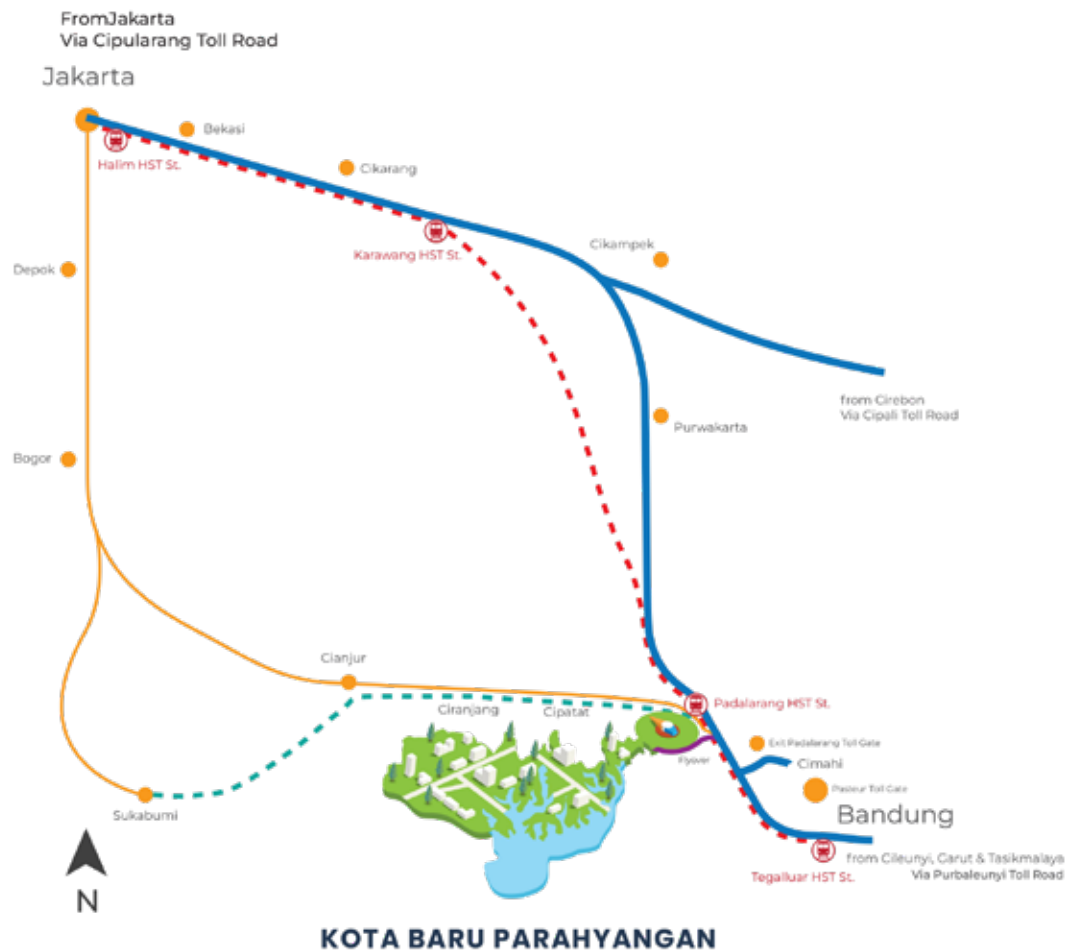 FromJakarta
Via Cipularang Toll Road
Jakarta
Bekasi
Halim HST St.
Cikarang
Karawang HST St.
Cikampek
Depok
from Cirebon
Via Cipali Toll Road
Purwakarta
Bogor
Cianjur
Ciranjang
Cipatat
Padalarang HST St.
Flyover
Exit Padalarang Toll Gate
Cimahi
Pasteur Toll Gate
Bandung
Sukabumi
from Cileunyi, Garut & Tasikmalaya
Via Purbaleunyi Toll Road
Tegalluar HST St.
N
KOTA BARU PARAHYANGAN